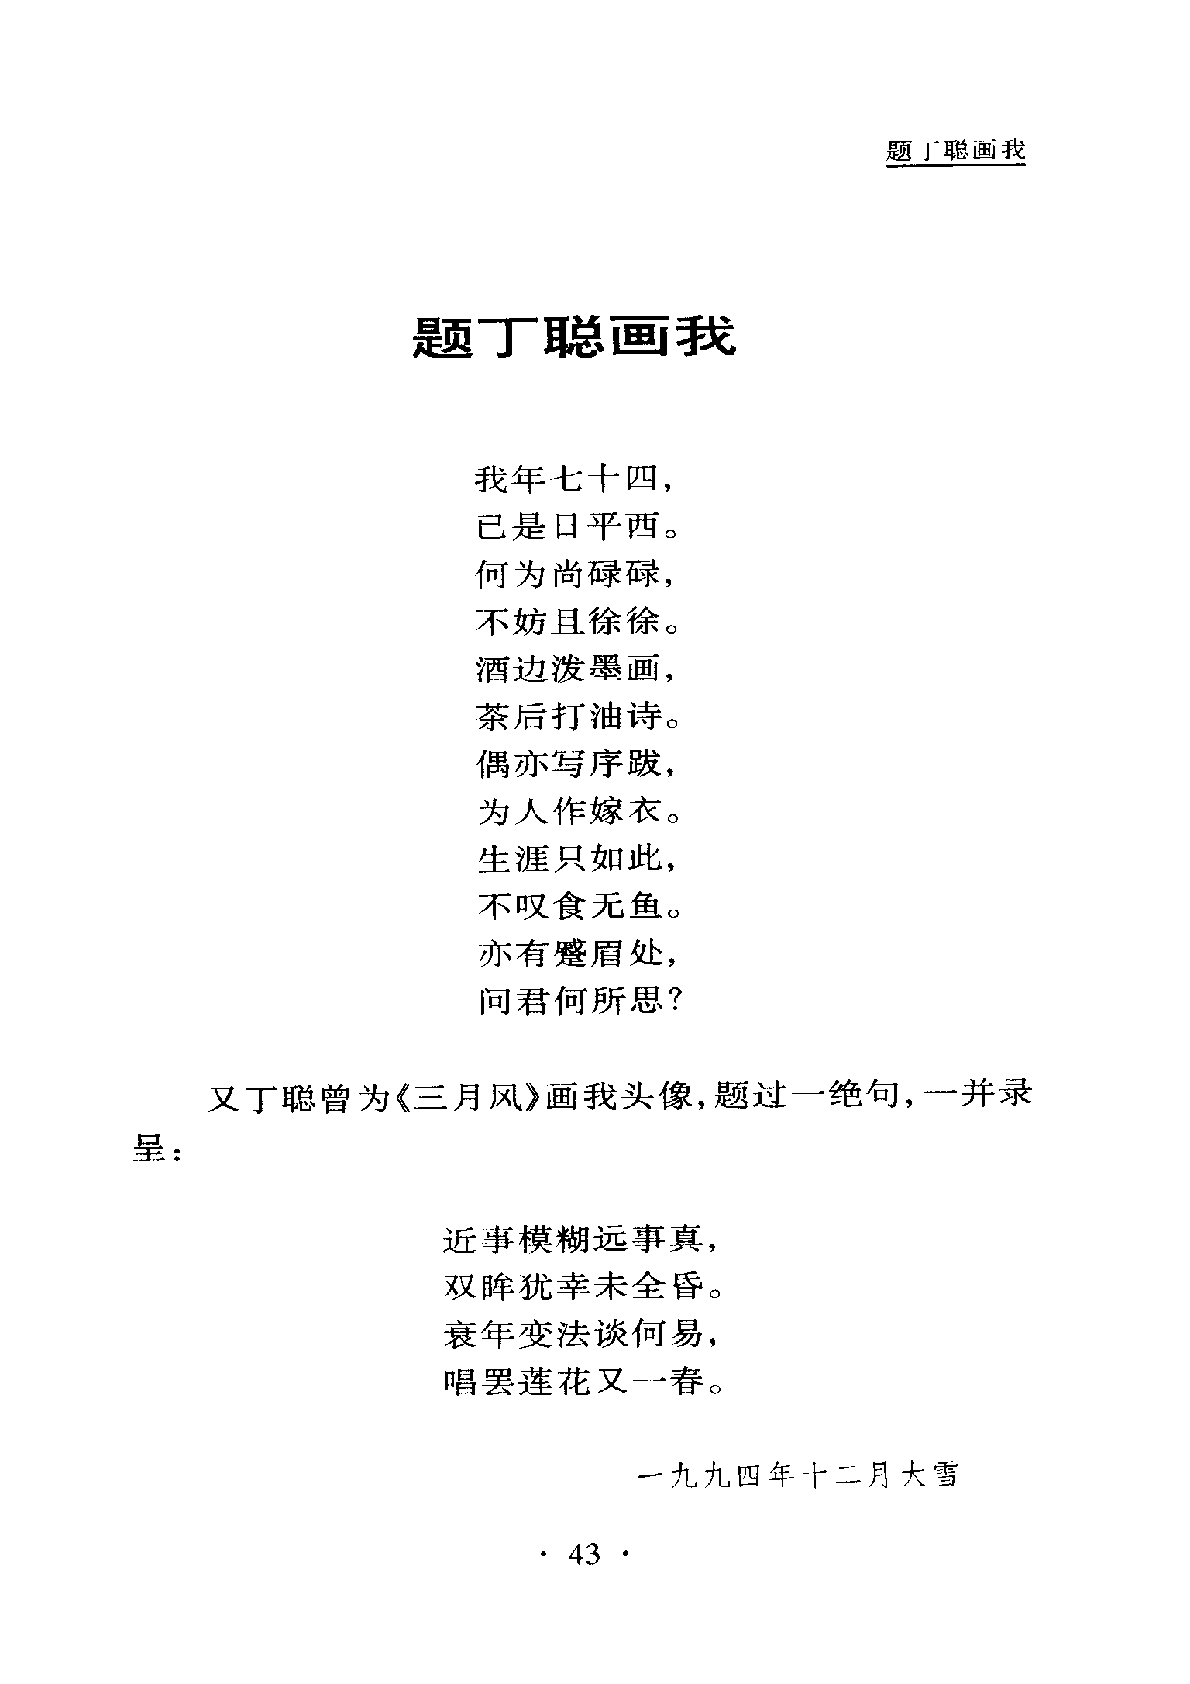 题丁聪画我
题丁聪画我
我年七十四，
已是日平西。
何为尚碌碌，
不妨且徐徐。
酒边泼墨画，
茶后打油诗。
偶亦写序跋，
为人作嫁衣。
生涯只如此，
不叹食无鱼。
亦有蹙眉处，
问君何所思？
又丁聪曾为《三月风》画我头像，题过一绝句，一并录
呈：
近事模糊远事真，
双眸犹幸未全昏。
衰年变法谈何易，
唱罢莲花又一春。
一九九四年十二月大雪
· 43 ·